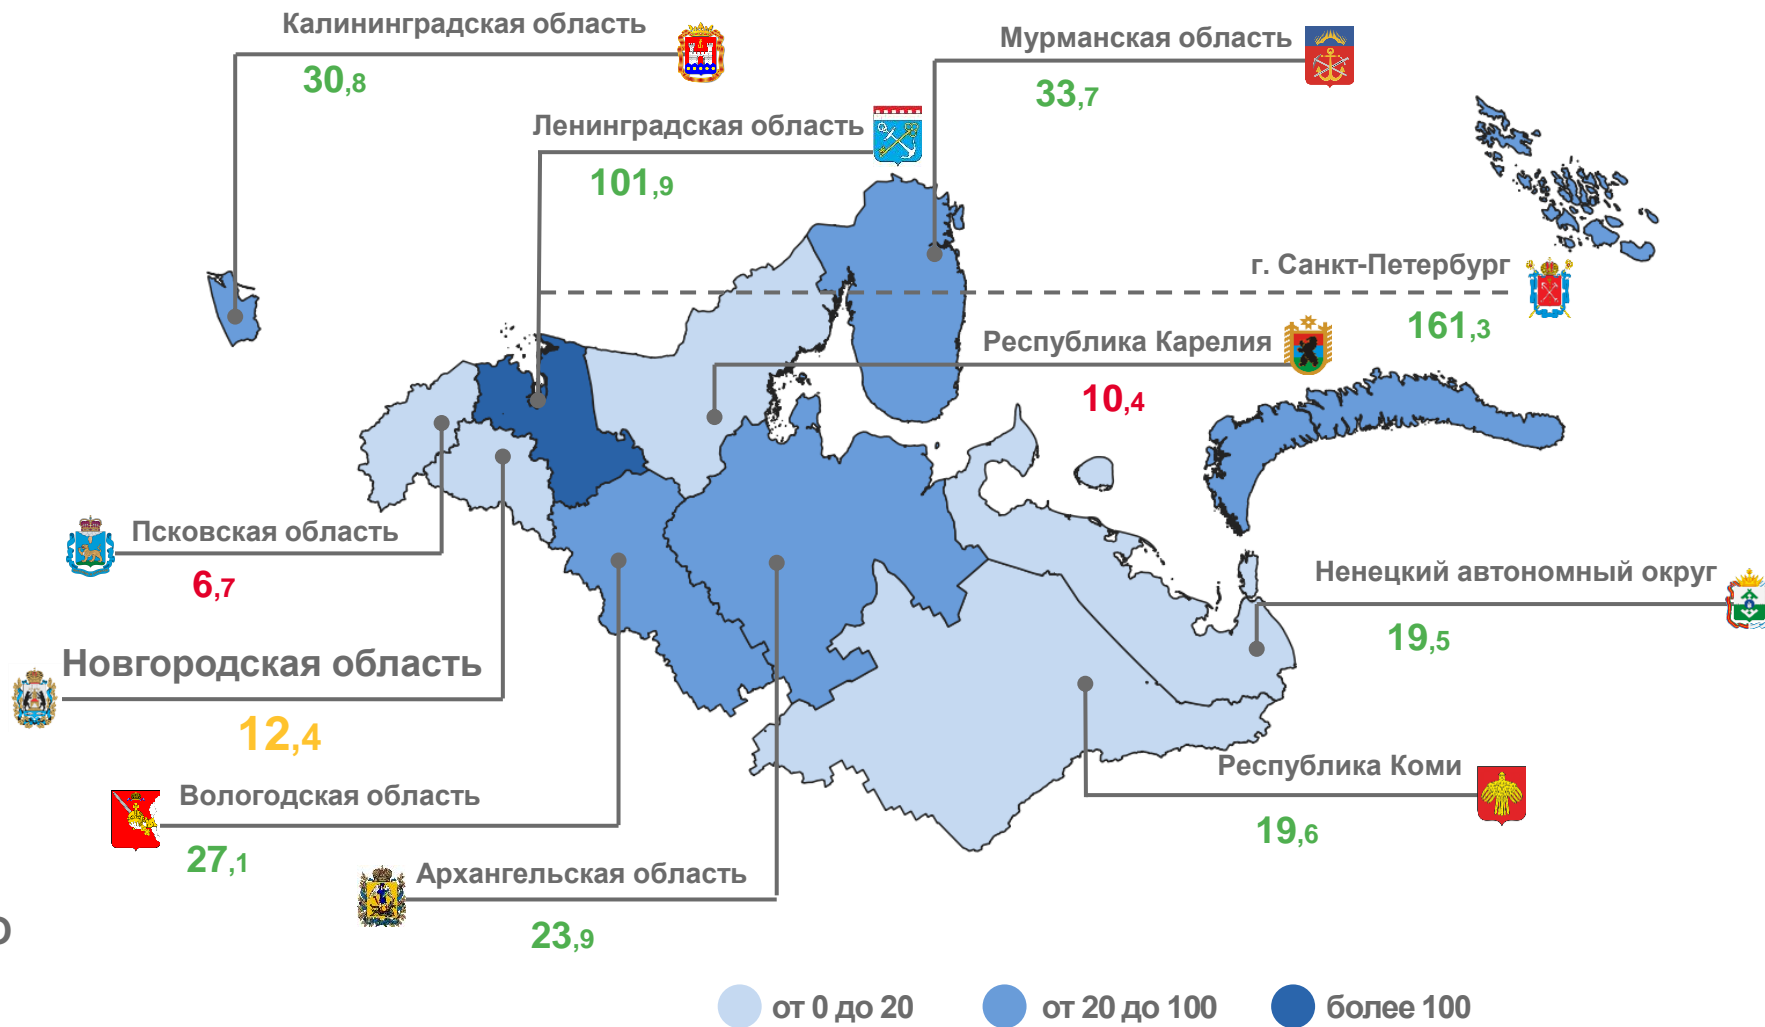 Калининградская область
30,8
Мурманская область
33,7
Ленинградская область
101,9
г. Санкт-Петербург
161,3
Республика Карелия
10,4
Псковская область
6,7
Ненецкий автономный округ
19,5
Новгородская область
12,4
Республика Коми
19,6
Вологодская область
27,1
Архангельская область
23,9
от 0 до 20
от 20 до 100
более 100